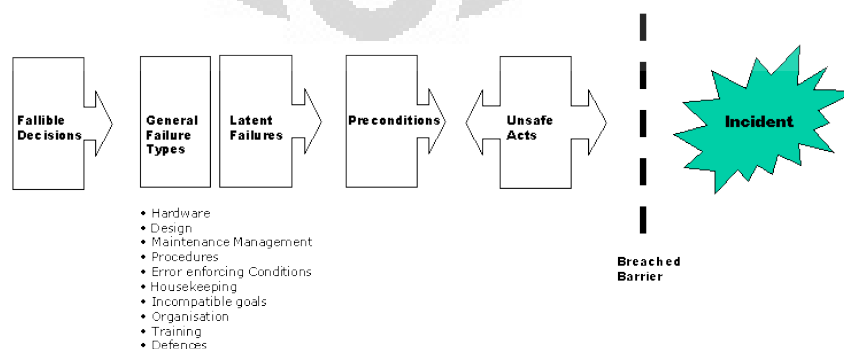 Fallible
Decisions
General
Failure
Types
Latent
Failures
Preconditions
Unsafe
Acts
Incident
• Hardware
• Design
• Maintenance Management
• Procedures
• Error enforcing Conditions
• Housekeeping
• Incompatible goals
• Organisation
• Training
• Defences
Breached
Barrier